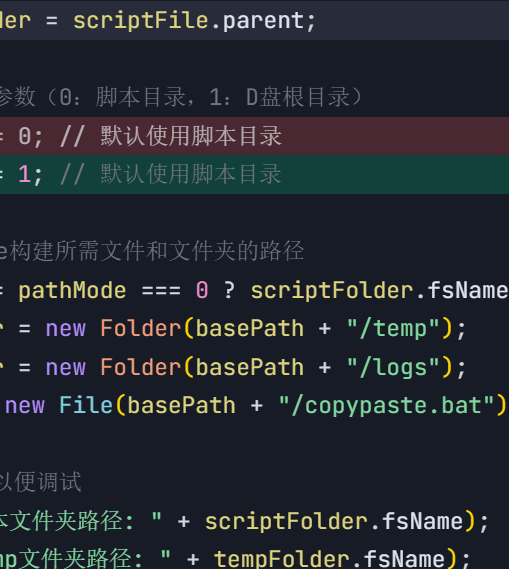 der = scriptFile.parent;
参数（0: 脚本目录, 1: D盘根目录）
= 0; // 默认使用脚本目录
= 1; // 默认使用脚本目录
e构建所需文件和文件夹的路径
= pathMode === 0 ? scriptFolder.fsName
r = new Folder(basePath + "/temp");
r = new Folder(basePath + "/logs");
new File(basePath + "/copypaste.bat")
以便调试
本文件夹路径: " + scriptFolder.fsName);
mp文件夹路径: " + tempFolder.fsName);